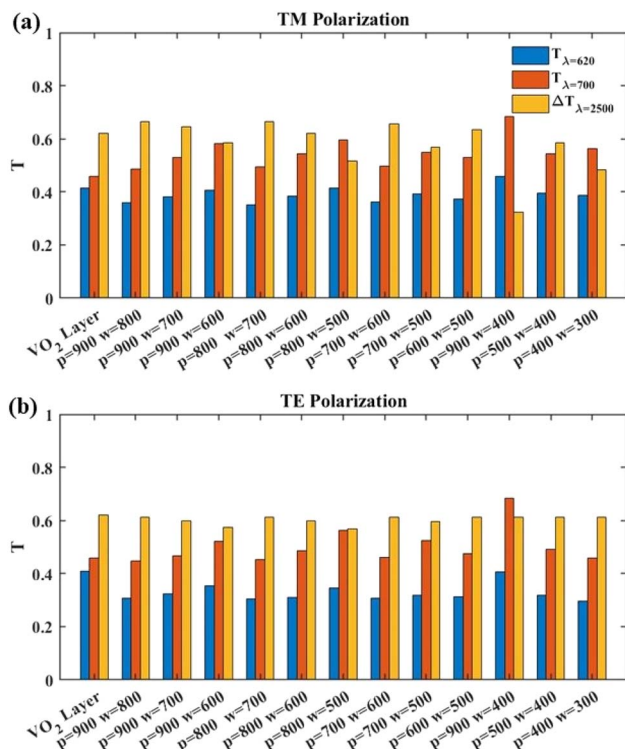 (a)
TM Polarization
1
0.8
0.6
0.4
0.2
0
T
T λ=620
T λ=700
ΔT λ=2500
VO2 Layer
p=900 w=800
p=900 w=700
p=900 w=600
p=800 w=700
p=800 w=600
p=800 w=500
p=700 w=600
p=700 w=500
p=600 w=500
p=900 w=400
p=500 w=400
p=400 w=300
(b)
TE Polarization
1
0.8
0.6
0.4
0.2
0
T
VO2 Layer
p=900 w=800
p=900 w=700
p=900 w=600
p=800 w=700
p=800 w=600
p=800 w=500
p=700 w=600
p=700 w=500
p=600 w=500
p=900 w=400
p=500 w=400
p=400 w=300